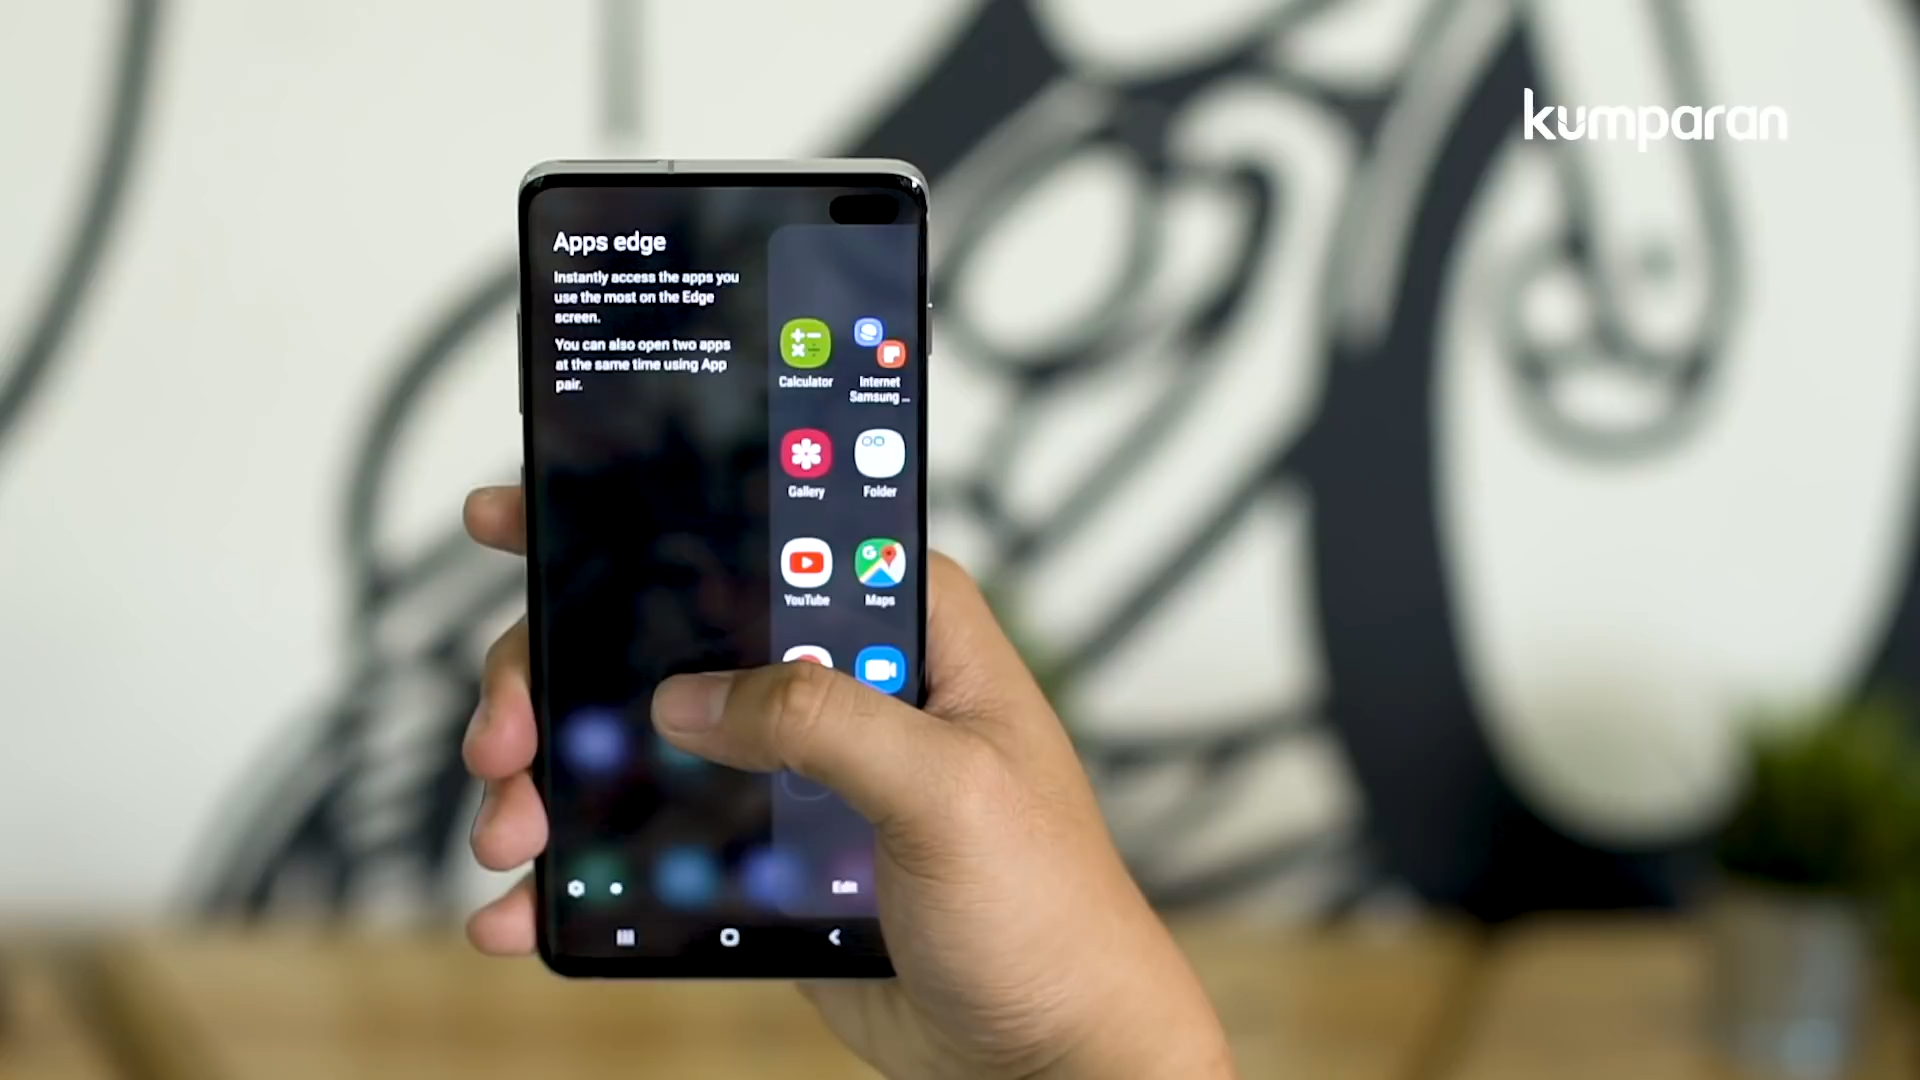 kumparan
Apps edge
Instantly access the apps you
use the most on the Edge
screen.
You can also open two apps
at the same time using App
pair.
Calculator
Internet
Samsung ...
Gallery
Folder
YouTube
Maps
Edit